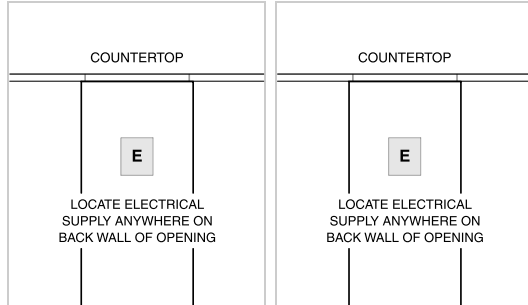 COUNTERTOP
E
LOCATE ELECTRICAL
SUPPLY ANYWHERE ON
BACK WALL OF OPENING
COUNTERTOP
E
LOCATE ELECTRICAL
SUPPLY ANYWHERE ON
BACK WALL OF OPENING